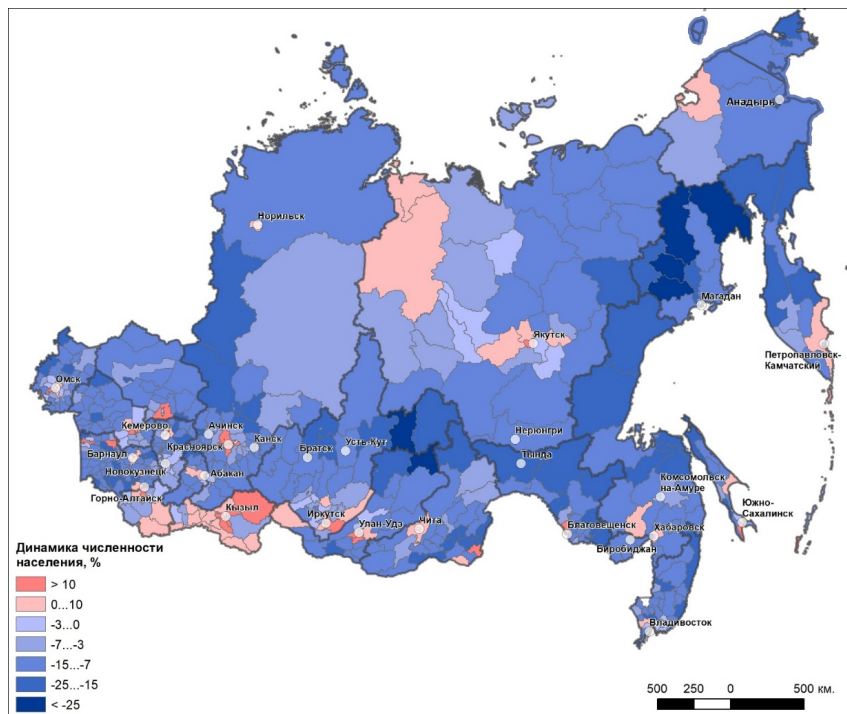 Анадырь
Норильск
Якутск
Магадан
Петропавловск-
Камчатский
Омск
Кемерово
Ачинск
Красноярск
Канск
Братск
Усть-Кут
Нерюнгри
Тында
Барнаул
Новокузнецк
Абакан
Горно-Алтайск
Кызыл
Иркутск
Улан-Удэ
Чита
Комсомольск
на-Амуре
Южно-
Сахалинск
Благовещенск
Хабаровск
Биробиджан
Владивосток
Динамика численности
населения, %
> 10
0...10
-3...0
-7...-3
-15...-7
-25...-15
< -25
500 250 0 500 км.